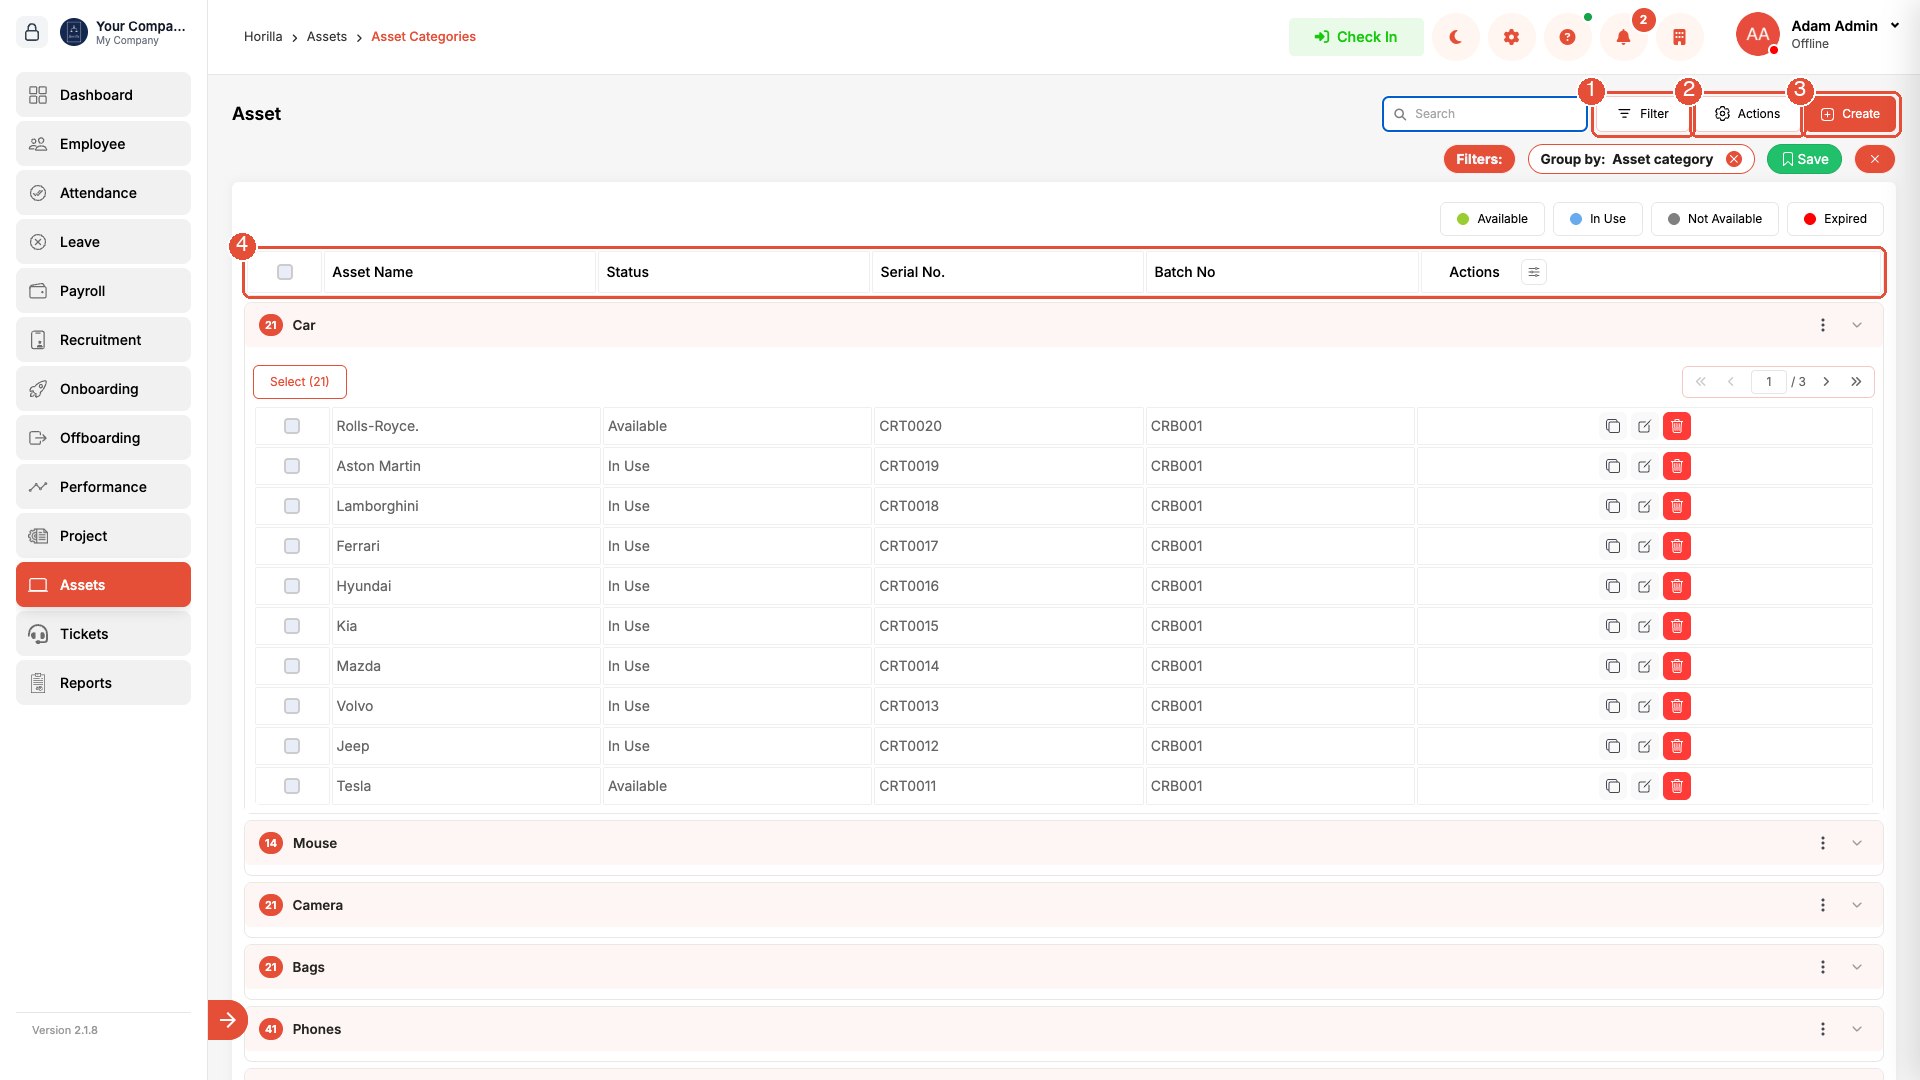 Your Compa...
My Company
Horilla > Assets > Asset Categories
Check In
2
AA
Adam Admin
Offline
Dashboard
Employee
Attendance
Leave
Payroll
Recruitment
Onboarding
Offboarding
Performance
Project
Assets
Tickets
Reports
Version 2.1.8
Asset
Search
1
Filter
2
Actions
3
Create
Filters:
Group by: Asset category
Save
Available
In Use
Not Available
Expired
4
Asset Name Status Serial No. Batch No Actions
21 Car
Select (21)
1 / 3
Rolls-Royce. Available CRT0020 CRB001
Aston Martin In Use CRT0019 CRB001
Lamborghini In Use CRT0018 CRB001
Ferrari In Use CRT0017 CRB001
Hyundai In Use CRT0016 CRB001
Kia In Use CRT0015 CRB001
Mazda In Use CRT0014 CRB001
Volvo In Use CRT0013 CRB001
Jeep In Use CRT0012 CRB001
Tesla Available CRT0011 CRB001
14 Mouse
21 Camera
21 Bags
41 Phones